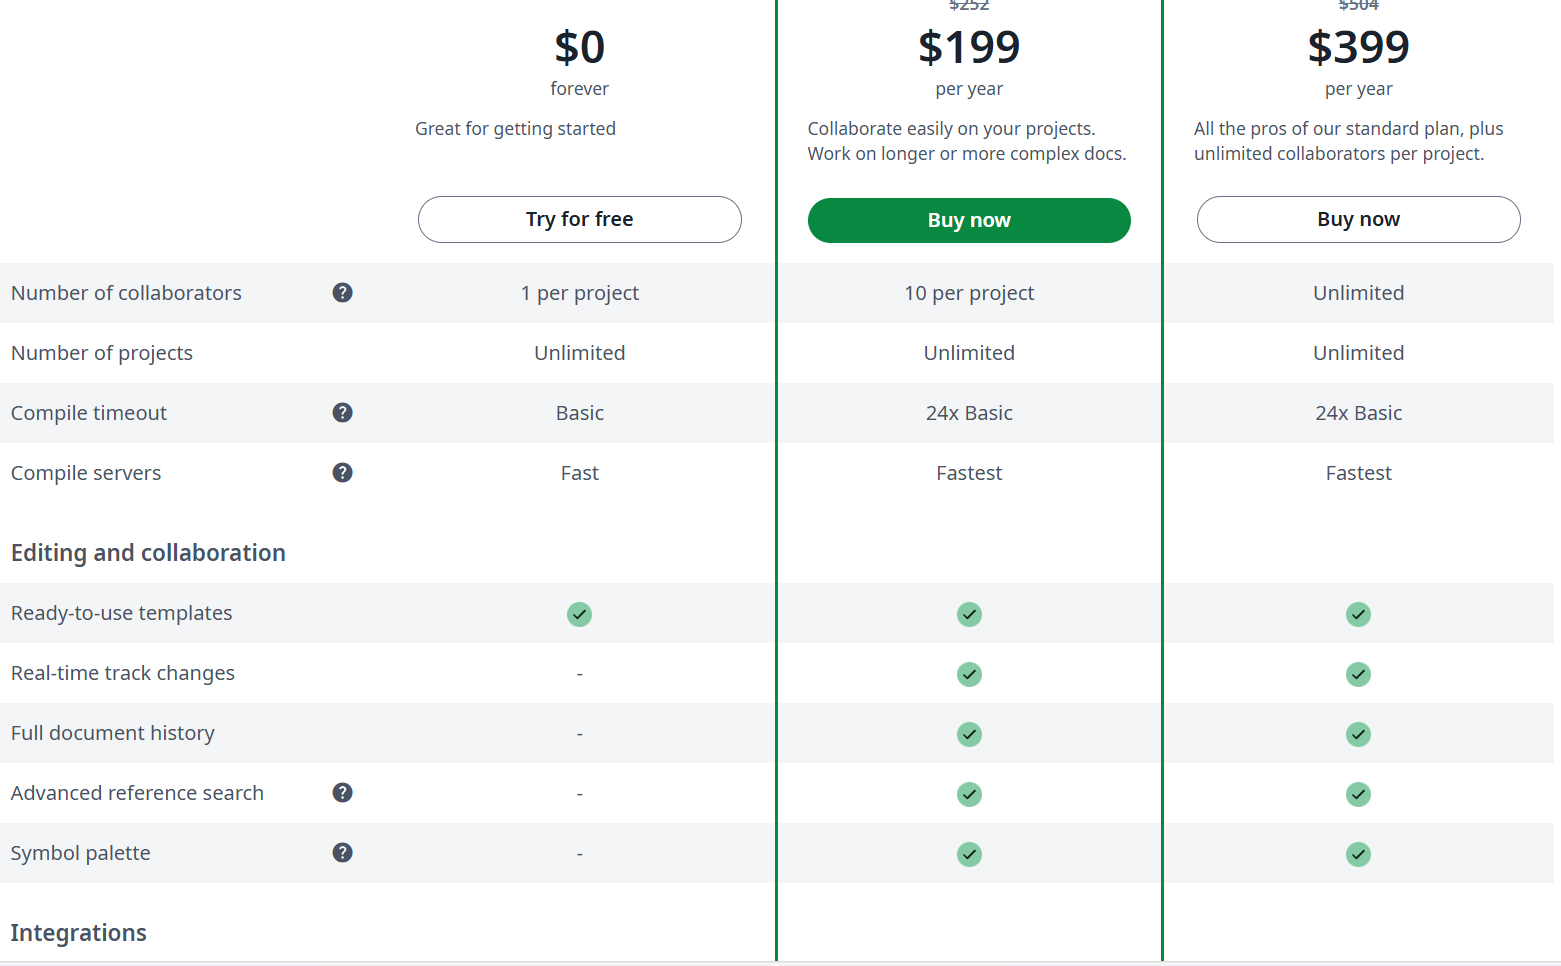 $252 $504
$0 $199 $399
forever per year per year
Great for getting started Collaborate easily on your projects. All the pros of our standard plan, plus
Work on longer or more complex docs. unlimited collaborators per project.
Try for free Buy now Buy now
Number of collaborators ? 1 per project 10 per project Unlimited
Number of projects Unlimited Unlimited Unlimited
Compile timeout ? Basic 24x Basic 24x Basic
Compile servers ? Fast Fastest Fastest
Editing and collaboration
Ready-to-use templates
Real-time track changes -
Full document history -
Advanced reference search ? -
Symbol palette ? -
Integrations